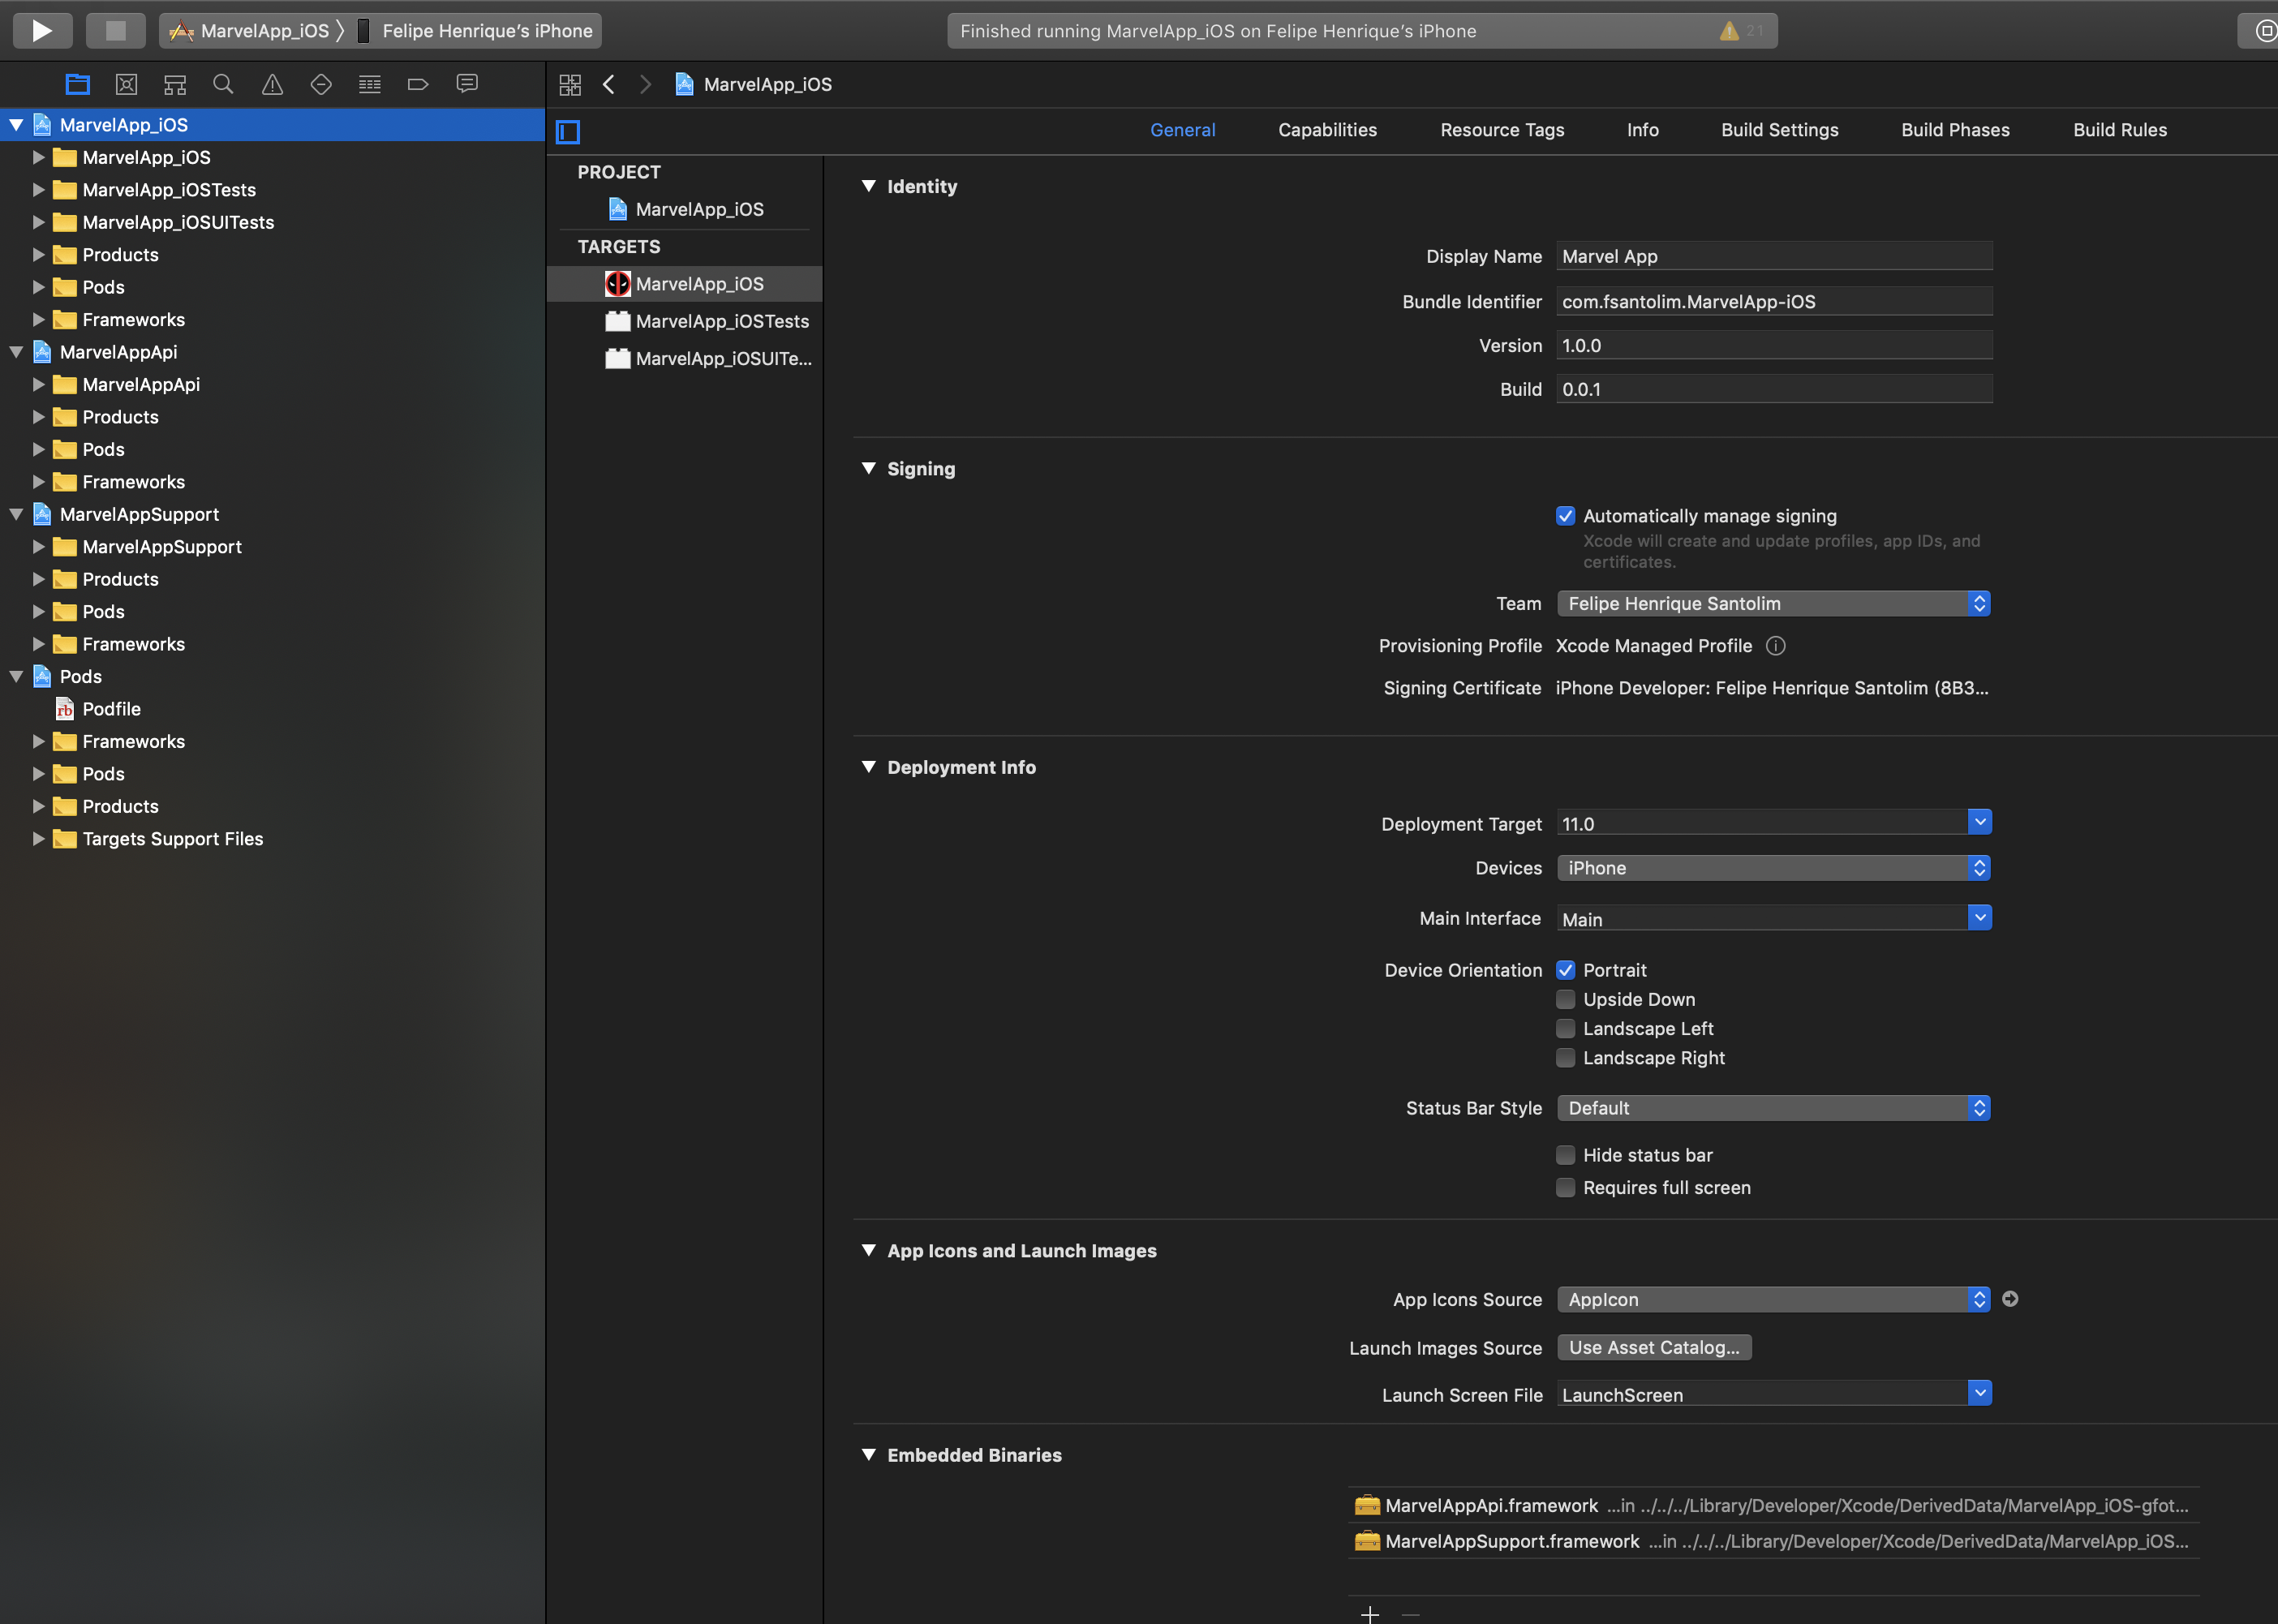 MarvelApp_iOS 〉 Felipe Henrique’s iPhone
Finished running MarvelApp_iOS on Felipe Henrique’s iPhone
21
MarvelApp_iOS
MarvelApp_iOS
MarvelApp_iOSTests
MarvelApp_iOSUITests
Products
Pods
Frameworks
MarvelAppApi
MarvelAppApi
Products
Pods
Frameworks
MarvelAppSupport
MarvelAppSupport
Products
Pods
Frameworks
Pods
rb
Podfile
Frameworks
Pods
Products
Targets Support Files
MarvelApp_iOS
General Capabilities Resource Tags Info Build Settings Build Phases Build Rules
PROJECT
MarvelApp_iOS
TARGETS
MarvelApp_iOS
MarvelApp_iOSTests
MarvelApp_iOSUITe...
Identity
Display Name Marvel App
Bundle Identifier com.fsantolim.MarvelApp-iOS
Version 1.0.0
Build 0.0.1
Signing
Automatically manage signing
Xcode will create and update profiles, app IDs, and
certificates.
Team Felipe Henrique Santolim
Provisioning Profile Xcode Managed Profile
Signing Certificate iPhone Developer: Felipe Henrique Santolim (8B3...
Deployment Info
Deployment Target 11.0
Devices iPhone
Main Interface Main
Device Orientation Portrait
Upside Down
Landscape Left
Landscape Right
Status Bar Style Default
Hide status bar
Requires full screen
App Icons and Launch Images
App Icons Source AppIcon
Launch Images Source Use Asset Catalog...
Launch Screen File LaunchScreen
Embedded Binaries
MarvelAppApi.framework ...in ../../../Library/Developer/Xcode/DerivedData/MarvelApp_iOS-gfot...
MarvelAppSupport.framework ...in ../../../Library/Developer/Xcode/DerivedData/MarvelApp_iOS...